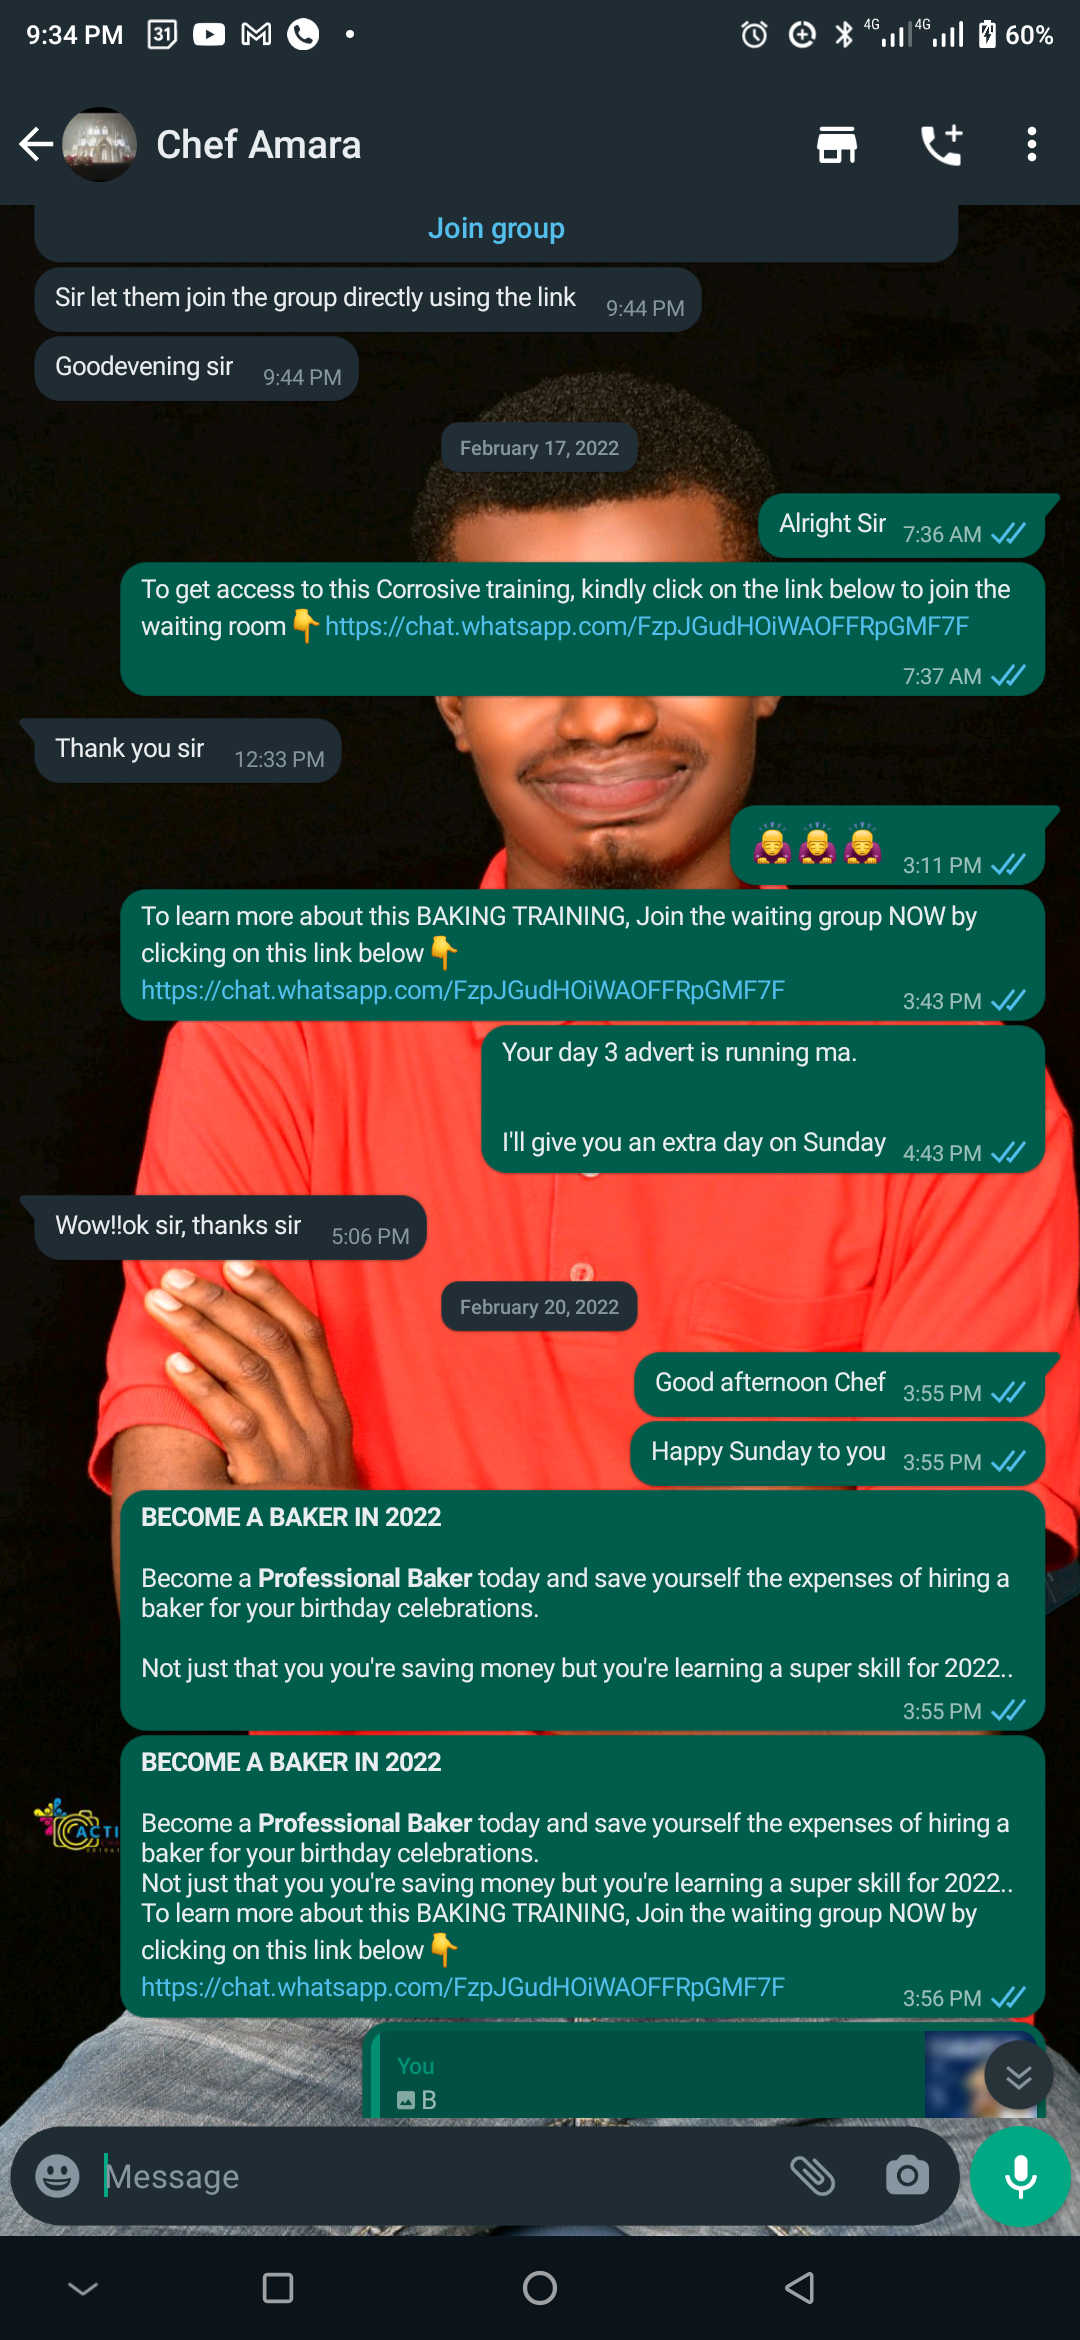 9:34 PM 31 4G 4G 60%
Chef Amara
Join group
Sir let them join the group directly using the link 9:44 PM
Goodevening sir 9:44 PM
February 17, 2022
Alright Sir 7:36 AM
To get access to this Corrosive training, kindly click on the link below to join the
waiting room👇https://chat.whatsapp.com/FzpJGudHOiWAOFFRpGMF7F
7:37 AM
Thank you sir 12:33 PM
🙇🙇🙇 3:11 PM
To learn more about this BAKING TRAINING, Join the waiting group NOW by
clicking on this link below👇
https://chat.whatsapp.com/FzpJGudHOiWAOFFRpGMF7F 3:43 PM
Your day 3 advert is running ma.
I'll give you an extra day on Sunday 4:43 PM
Wow!!ok sir, thanks sir 5:06 PM
February 20, 2022
Good afternoon Chef 3:55 PM
Happy Sunday to you 3:55 PM
BECOME A BAKER IN 2022
Become a Professional Baker today and save yourself the expenses of hiring a
baker for your birthday celebrations.
Not just that you you're saving money but you're learning a super skill for 2022..
3:55 PM
BECOME A BAKER IN 2022
Become a Professional Baker today and save yourself the expenses of hiring a
baker for your birthday celebrations.
Not just that you you're saving money but you're learning a super skill for 2022..
To learn more about this BAKING TRAINING, Join the waiting group NOW by
clicking on this link below👇
https://chat.whatsapp.com/FzpJGudHOiWAOFFRpGMF7F 3:56 PM
ACTI
You
B
Message